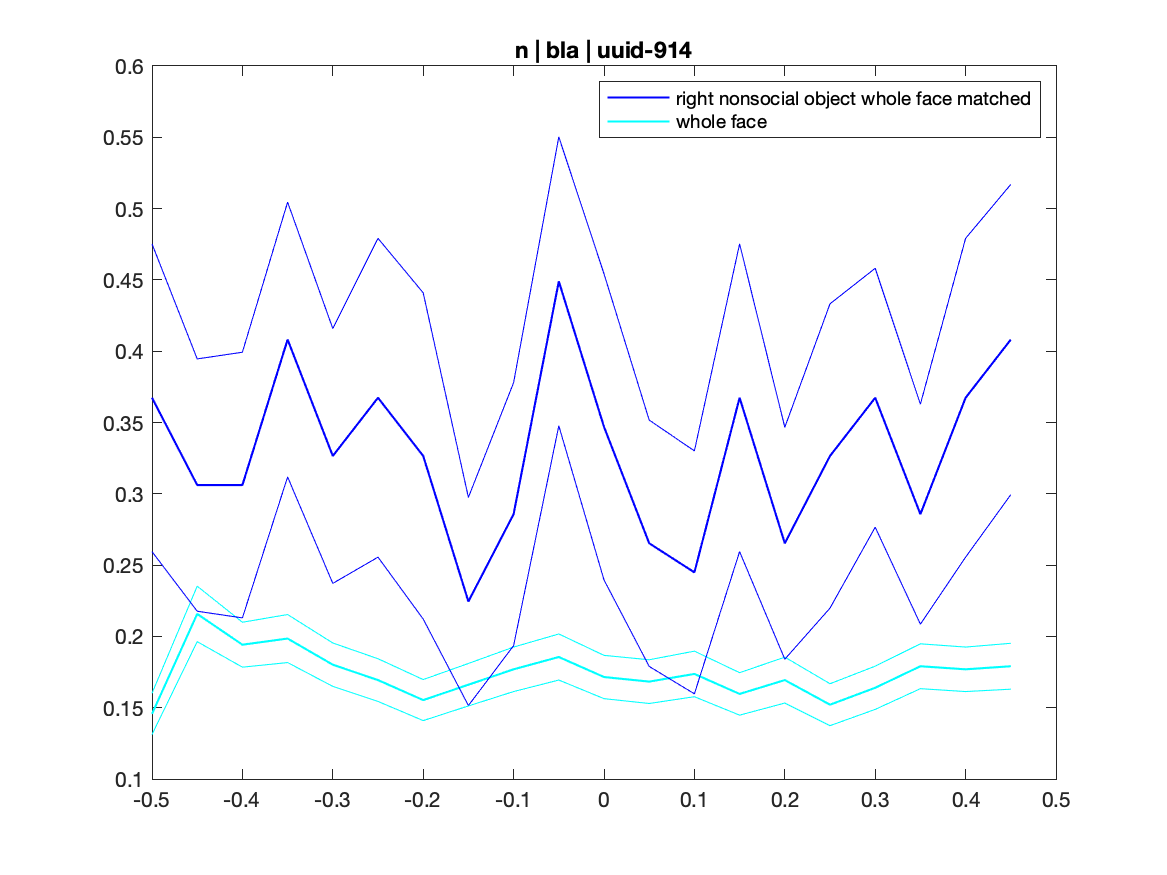 n | bla | uuid-914
right nonsocial object whole face matched
whole face
0.6
0.55
0.5
0.45
0.4
0.35
0.3
0.25
0.2
0.15
0.1
-0.5 -0.4 -0.3 -0.2 -0.1 0 0.1 0.2 0.3 0.4 0.5